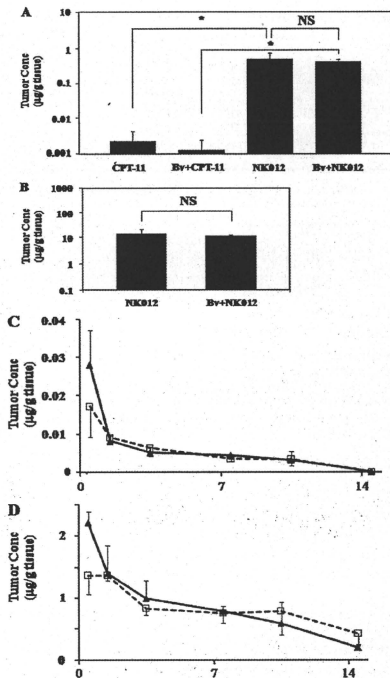 A
Tumor Conc
(µg/g tissue)
10
1
0.1
0.01
0.001
*
NS
*
CPT-11 Bv+CPT-11 NK012 Bv+NK012
B
Tumor Conc
(µg/g tissue)
1000
100
10
1
0.1
NS
NK012 Bv+NK012
C
Tumor Conc
(µg/g tissue)
0.04
0.03
0.02
0.01
0
0 7 14
D
Tumor Conc
(µg/g tissue)
2
1
0
0 7 14